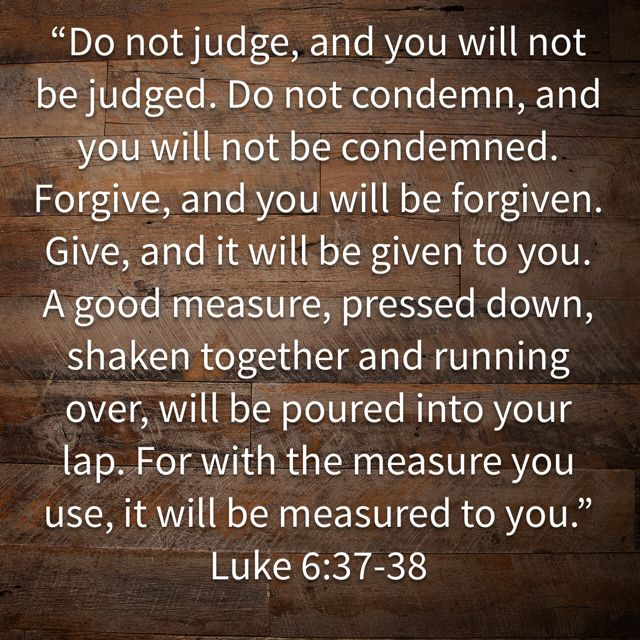 “Do not judge, and you will not
be judged. Do not condemn, and
you will not be condemned.
Forgive, and you will be forgiven.
Give, and it will be given to you.
A good measure, pressed down,
shaken together and running
over, will be poured into your
lap. For with the measure you
use, it will be measured to you.”
Luke 6:37-38